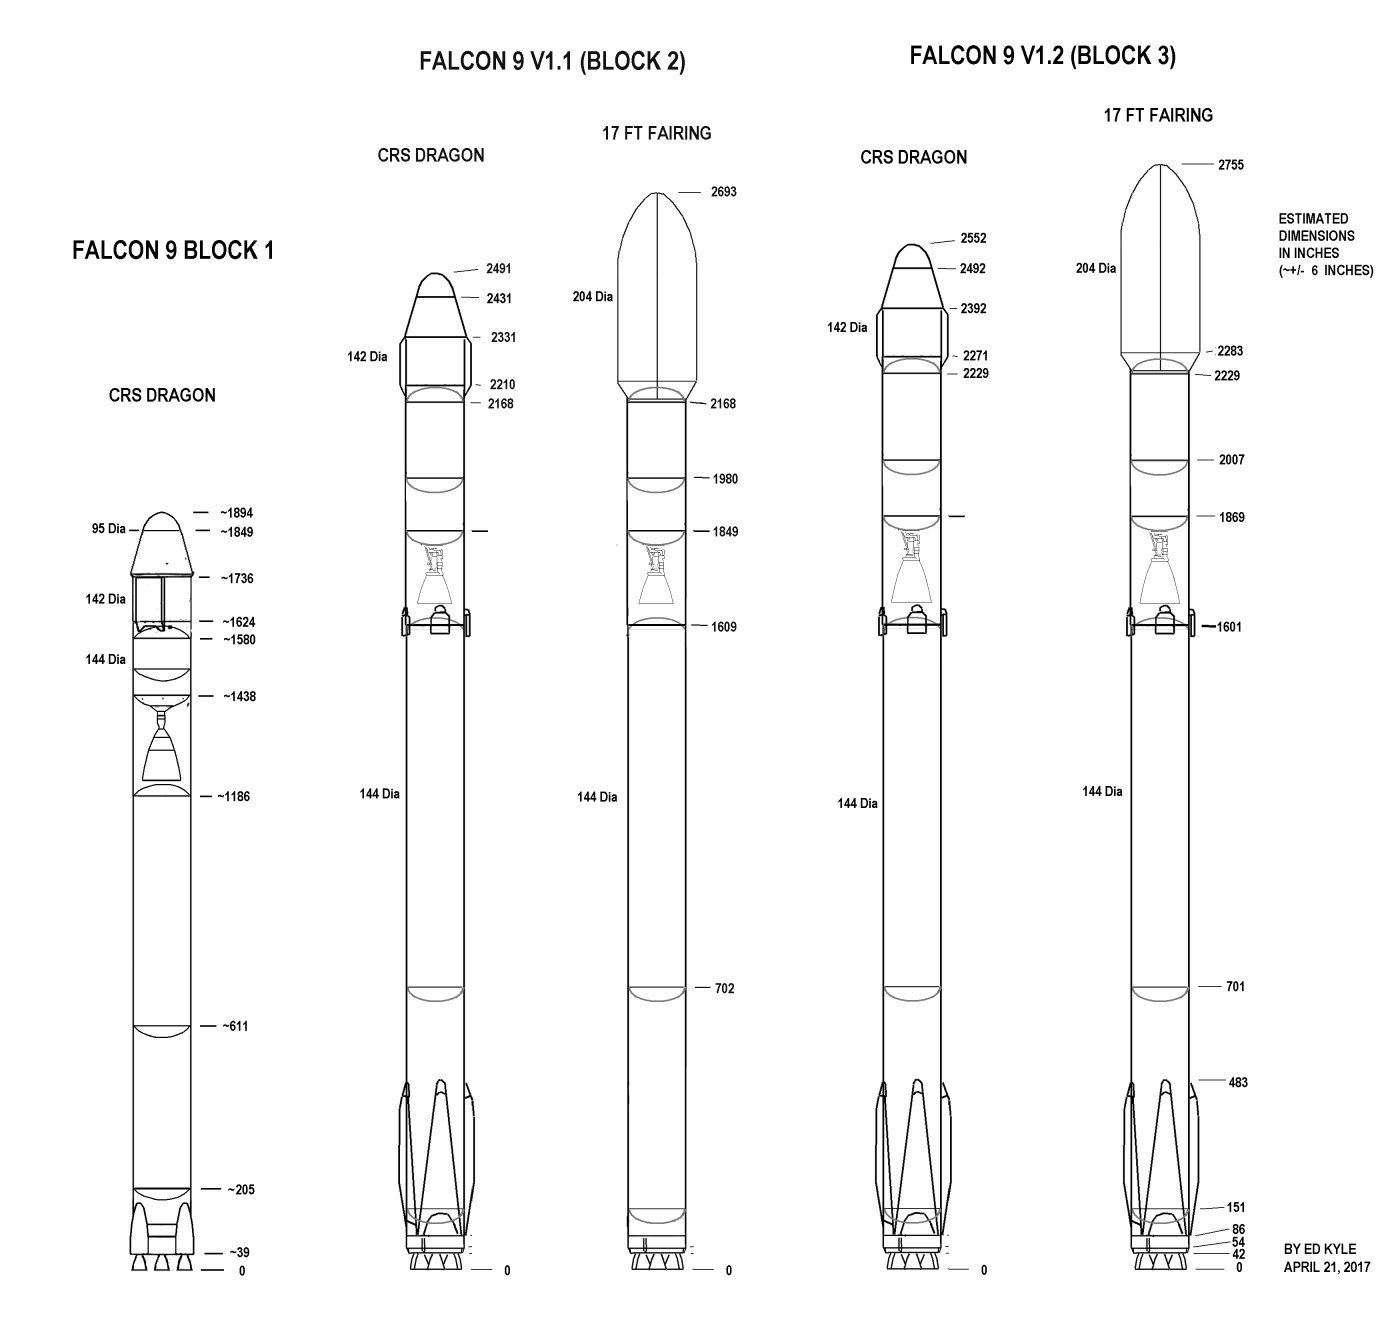 FALCON 9 BLOCK 1
CRS DRAGON
~1894
95 Dia
~1849
~1736
142 Dia
~1624
~1580
144 Dia
~1438
~1186
~611
~205
~39
0
FALCON 9 V1.1 (BLOCK 2)
CRS DRAGON
2491
2431
2331
142 Dia
2210
2168
144 Dia
0
17 FT FAIRING
2693
204 Dia
2168
1980
1849
1609
144 Dia
702
0
FALCON 9 V1.2 (BLOCK 3)
CRS DRAGON
2552
2492
2392
142 Dia
2271
2229
144 Dia
0
17 FT FAIRING
2755
204 Dia
2283
2229
2007
1869
1601
144 Dia
701
483
151
86
54
42
0
ESTIMATED
DIMENSIONS
IN INCHES
(~+/- 6 INCHES)
BY ED KYLE
APRIL 21, 2017